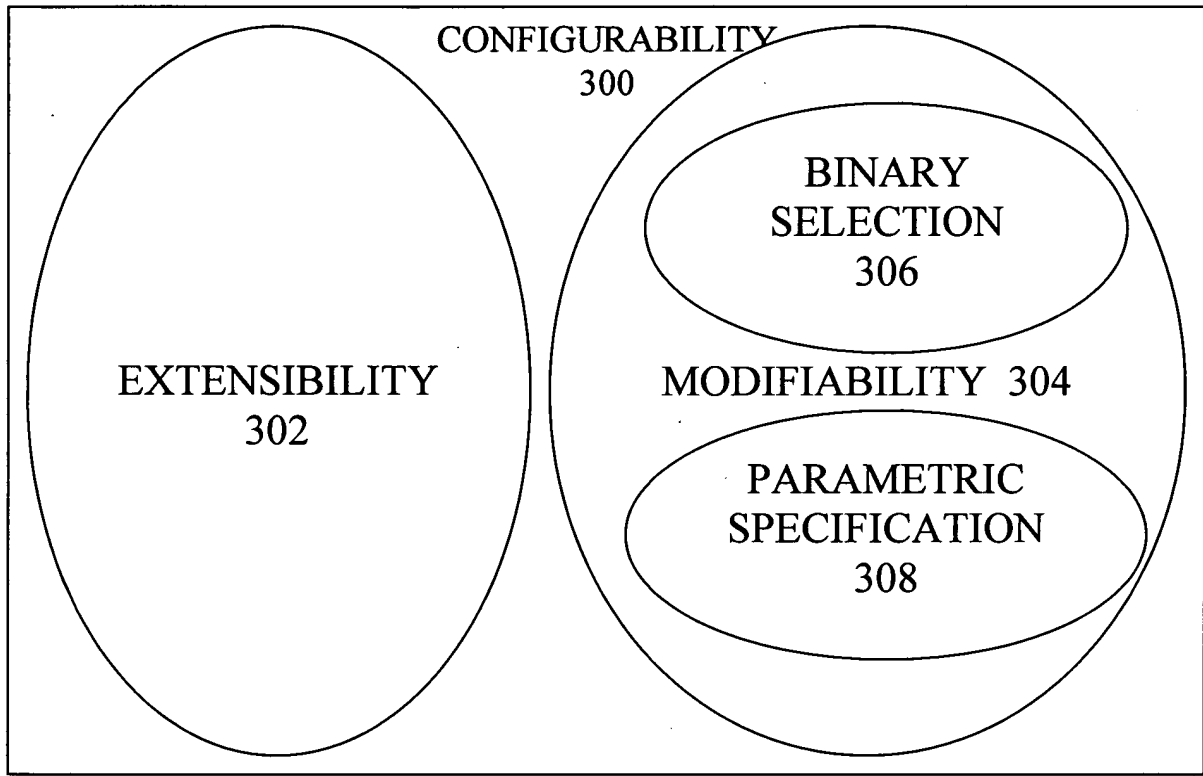 CONFIGURABILITY
300
BINARY
SELECTION
306
EXTENSIBILITY
302
MODIFIABILITY 304
PARAMETRIC
SPECIFICATION
308